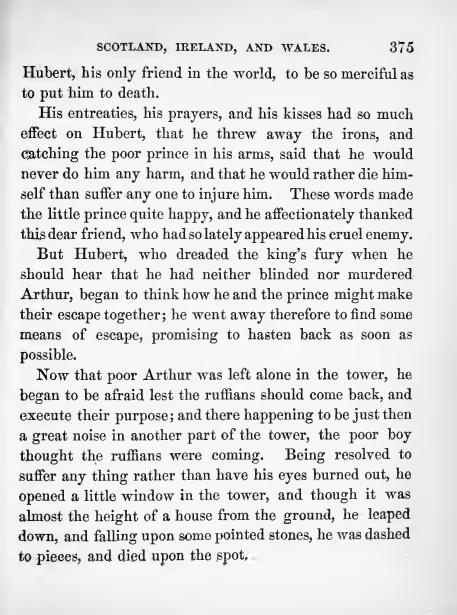 SCOTLAND, IRELAND, AND WALES. 375
Hubert, his only friend in the world, to be so merciful as
to put him to death.
His entreaties, his prayers, and his kisses had so much
effect on Hubert, that he threw away the irons, and
catching the poor prince in his arms, said that he would
never do him any harm, and that he would rather die him-
self than suffer any one to injure him. These words made
the little prince quite happy, and he affectionately thanked
this dear friend, who had so lately appeared his cruel enemy.
But Hubert, who dreaded the king's fury when he
should hear that he had neither blinded nor murdered
Arthur, began to think how he and the prince might make
their escape together; he went away therefore to find some
means of escape, promising to hasten back as soon as
possible.
Now that poor Arthur was left alone in the tower, he
began to be afraid lest the ruffians should come back, and
execute their purpose; and there happening to be just then
a great noise in another part of the tower, the poor boy
thought the ruffians were coming. Being resolved to
suffer any thing rather than have his eyes burned out, he
opened a little window in the tower, and though it was
almost the height of a house from the ground, he leaped
down, and falling upon some pointed stones, he was dashed
to pieces, and died upon the spot.